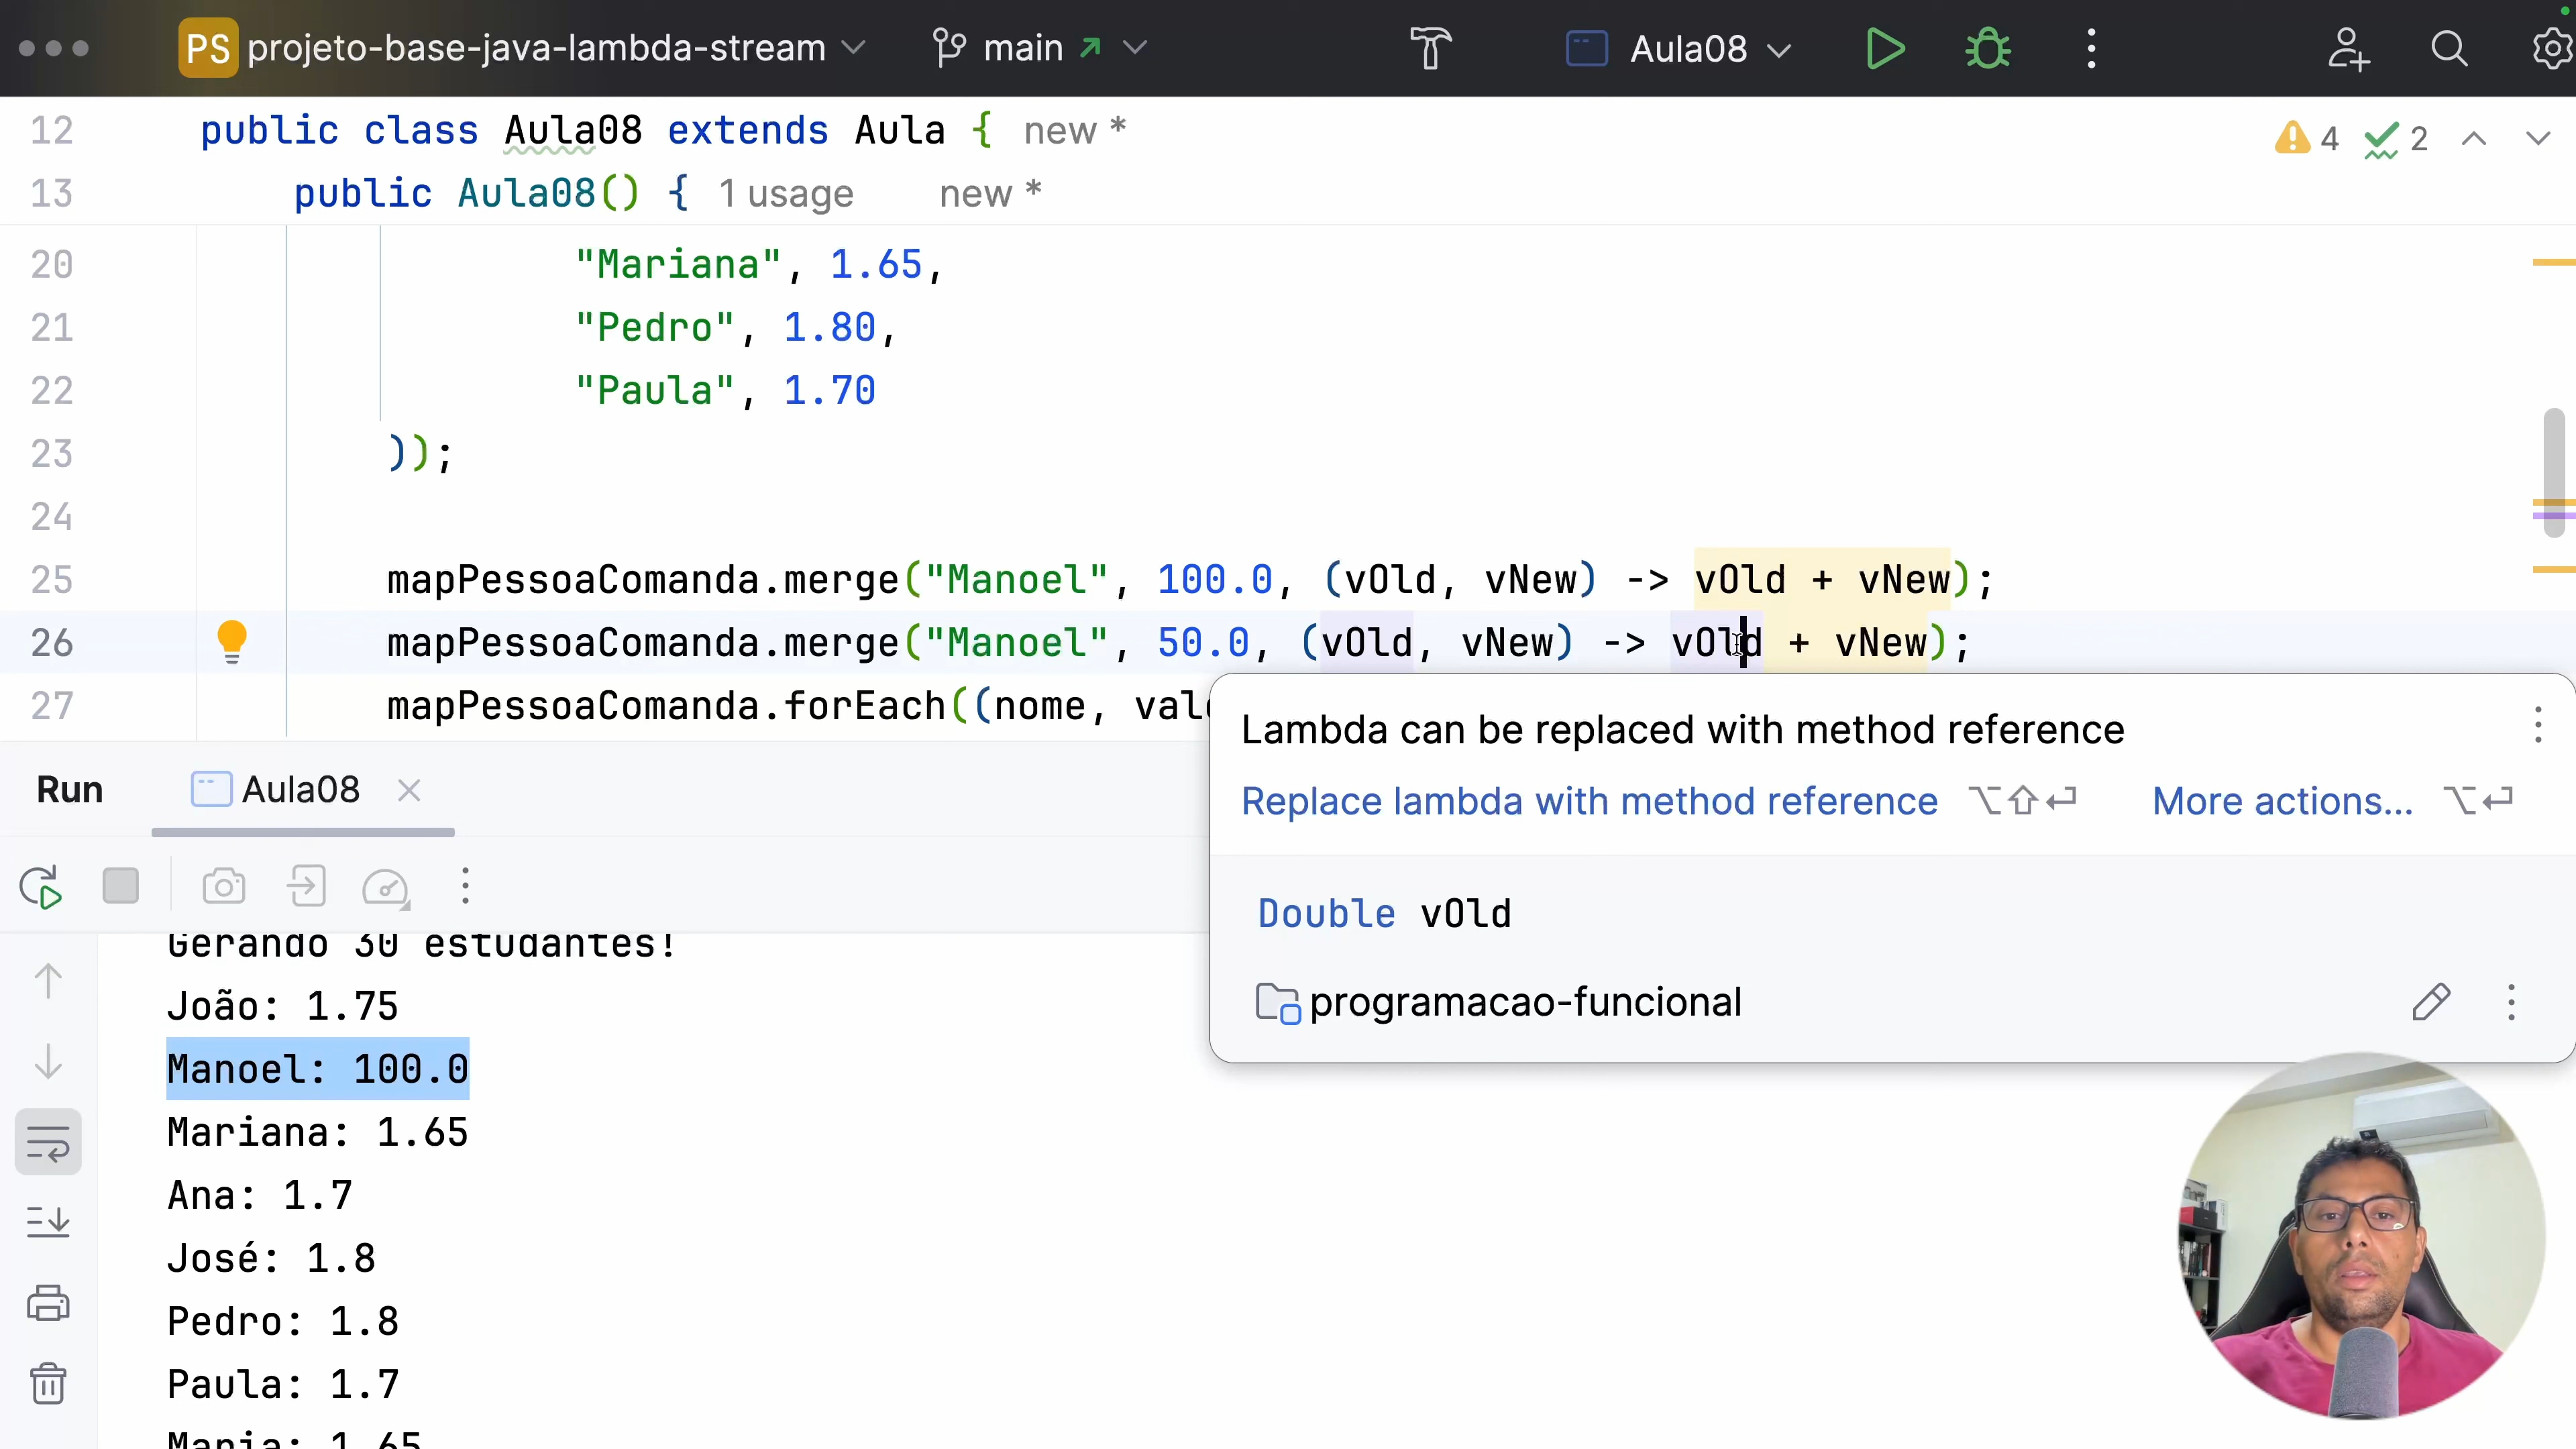 PS projeto-base-java-lambda-stream main Aula08
12 public class Aula08 extends Aula { new *
4 2
13 public Aula08() { 1 usage new *
20 "Mariana", 1.65,
21 "Pedro", 1.80,
22 "Paula", 1.70
23 ));
24
25 mapPessoaComanda.merge("Manoel", 100.0, (vOld, vNew) -> vOld + vNew);
26 mapPessoaComanda.merge("Manoel", 50.0, (vOld, vNew) -> vOld + vNew);
27 mapPessoaComanda.forEach((nome, valo
Lambda can be replaced with method reference
Replace lambda with method reference ⌥⇧↩ More actions... ⌥↩
Double vOld
programacao-funcional
Run Aula08
Gerando 30 estudantes!
João: 1.75
Manoel: 100.0
Mariana: 1.65
Ana: 1.7
José: 1.8
Pedro: 1.8
Paula: 1.7
Maria: 1.65